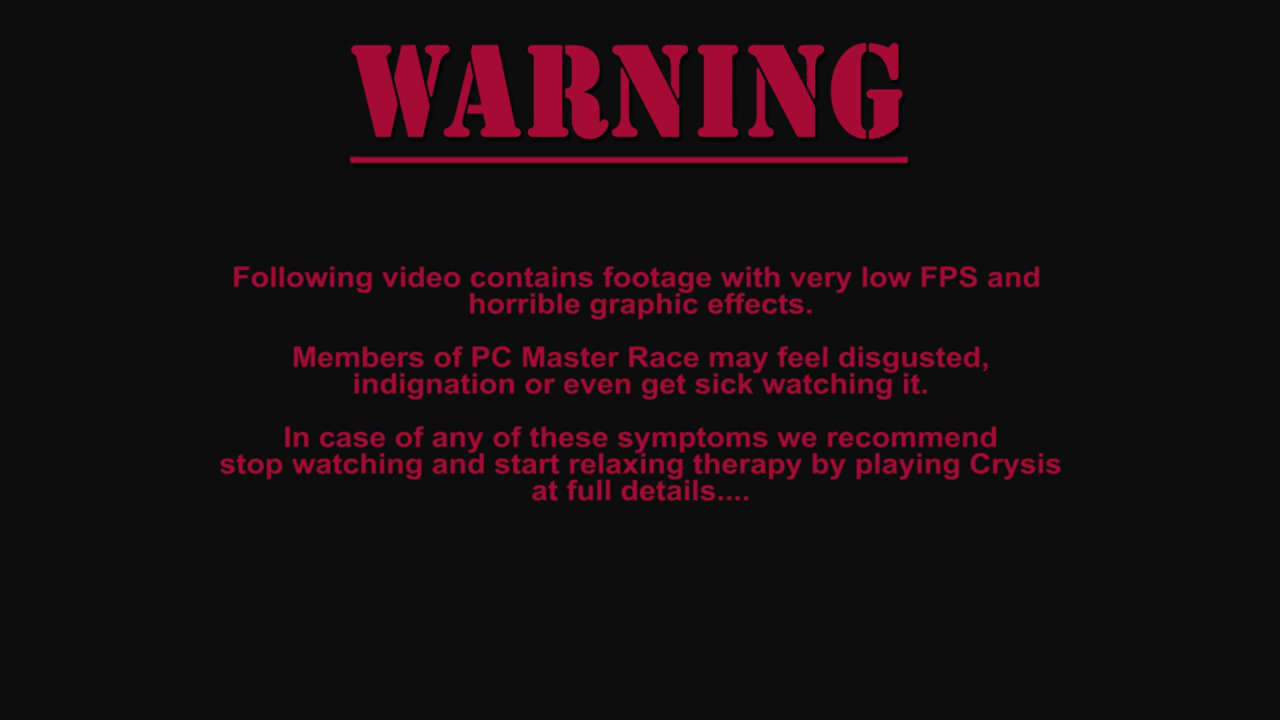 WARNING
Following video contains footage with very low FPS and
horrible graphic effects.
Members of PC Master Race may feel disgusted,
indignation or even get sick watching it.
In case of any of these symptoms we recommend
stop watching and start relaxing therapy by playing Crysis
at full details....